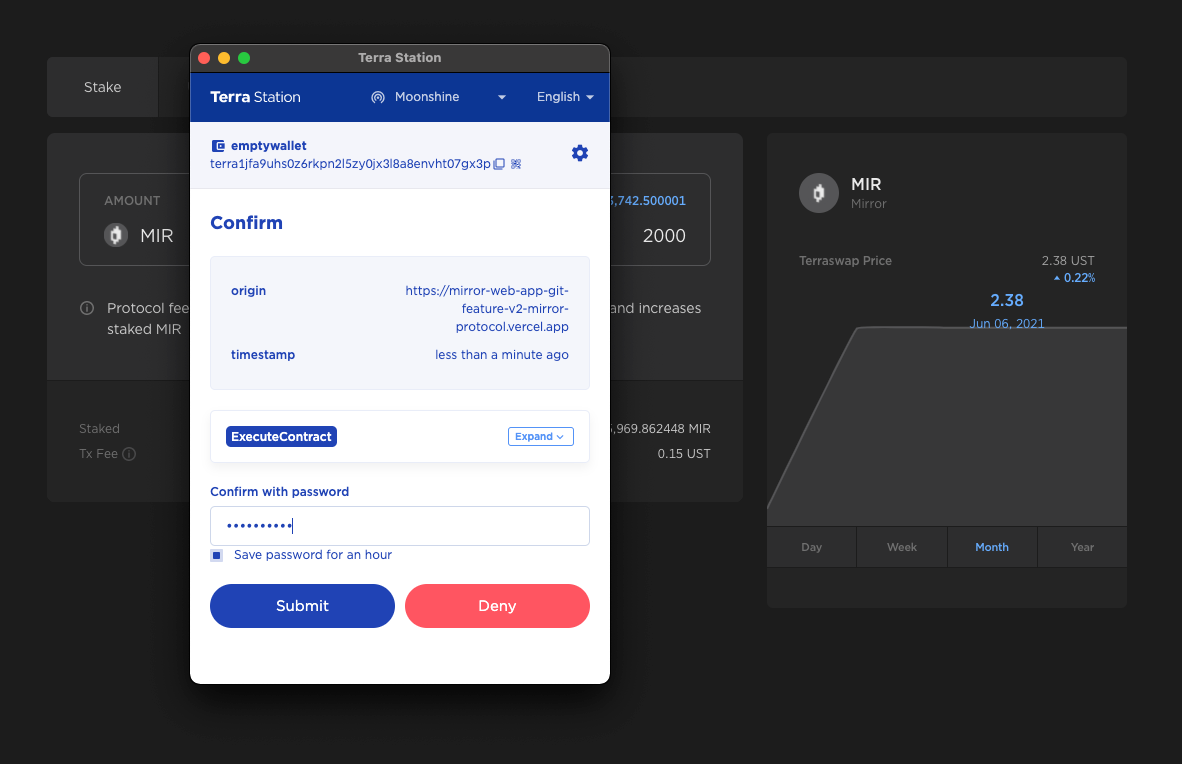 Terra Station
Terra Station
Moonshine
English
emptywallet
terra1jfa9uhs0z6rkpn2l5zy0jx3l8a8envht07gx3p
Confirm
origin
https://mirror-web-app-git-
feature-v2-mirror-
protocol.vercel.app
timestamp
less than a minute ago
ExecuteContract
Expand
Confirm with password
••••••••••
Save password for an hour
Submit
Deny
Stake
AMOUNT
,742.500001
MIR
2000
Protocol fee
and increases
staked MIR
Staked
,969.862448 MIR
Tx Fee
0.15 UST
MIR
Mirror
Terraswap Price
2.38 UST
0.22%
2.38
Jun 06, 2021
Day
Week
Month
Year